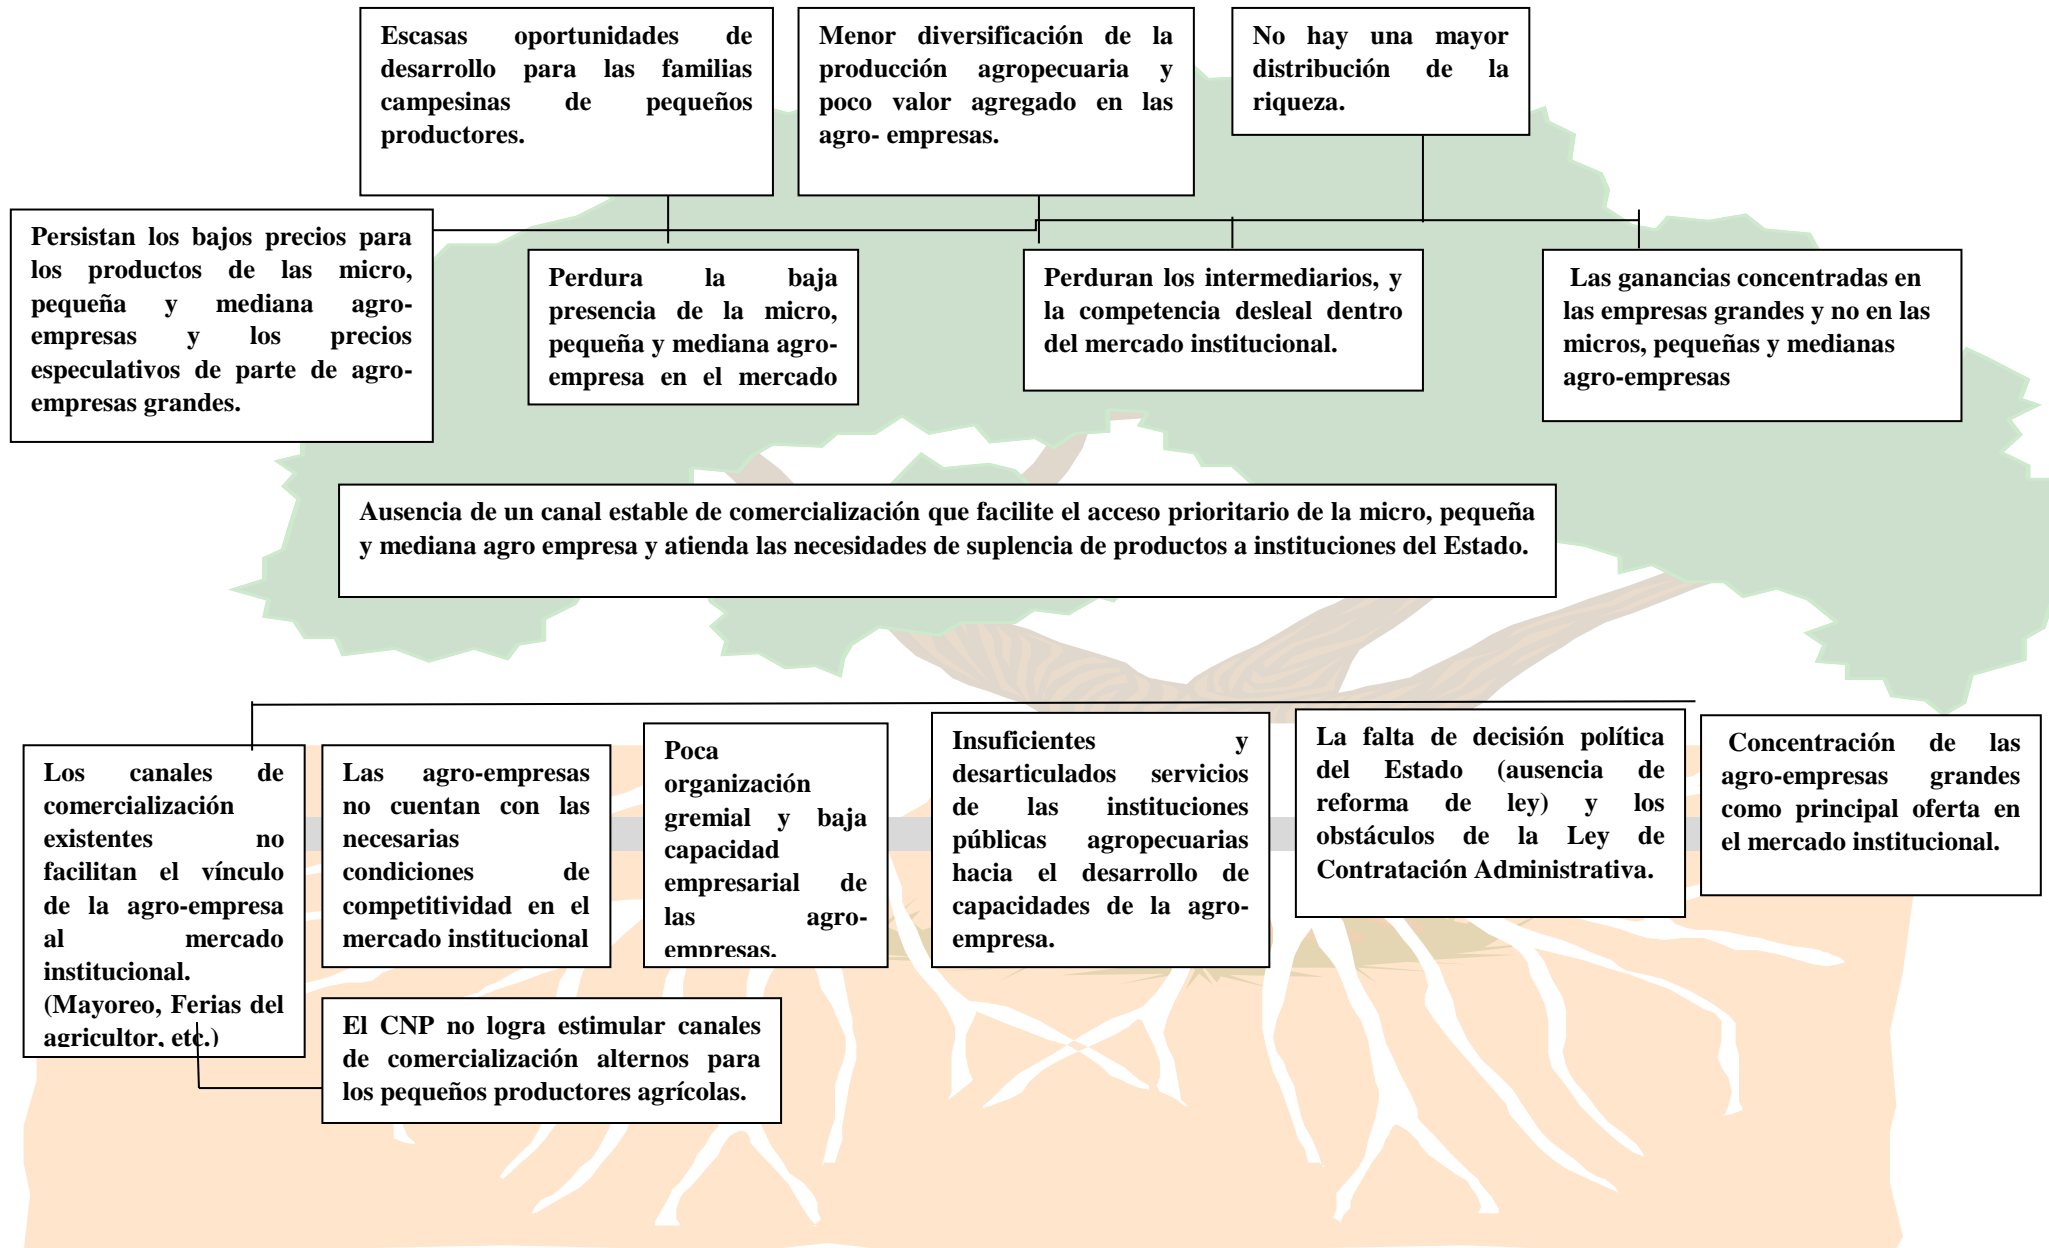 Escasas oportunidades de
desarrollo para las familias
campesinas de pequeños
productores.
Menor diversificación de la
producción agropecuaria y
poco valor agregado en las
agro- empresas.
No hay una mayor
distribución de la
riqueza.
Persistan los bajos precios para
los productos de las micro,
pequeña y mediana agro-
empresas y los precios
especulativos de parte de agro-
empresas grandes.
Perdura la baja
presencia de la micro,
pequeña y mediana agro-
empresa en el mercado
Perduran los intermediarios, y
la competencia desleal dentro
del mercado institucional.
Las ganancias concentradas en
las empresas grandes y no en las
micros, pequeñas y medianas
agro-empresas
Ausencia de un canal estable de comercialización que facilite el acceso prioritario de la micro, pequeña
y mediana agro empresa y atienda las necesidades de suplencia de productos a instituciones del Estado.
Los canales de
comercialización
existentes no
facilitan el vínculo
de la agro-empresa
al mercado
institucional.
(Mayoreo, Ferias del
agricultor, etc.)
Las agro-empresas
no cuentan con las
necesarias
condiciones de
competitividad en el
mercado institucional
Poca
organización
gremial y baja
capacidad
empresarial de
las agro-
empresas.
Insuficientes y
desarticulados servicios
de las instituciones
públicas agropecuarias
hacia el desarrollo de
capacidades de la agro-
empresa.
La falta de decisión política
del Estado (ausencia de
reforma de ley) y los
obstáculos de la Ley de
Contratación Administrativa.
Concentración de las
agro-empresas grandes
como principal oferta en
el mercado institucional.
El CNP no logra estimular canales
de comercialización alternos para
los pequeños productores agrícolas.